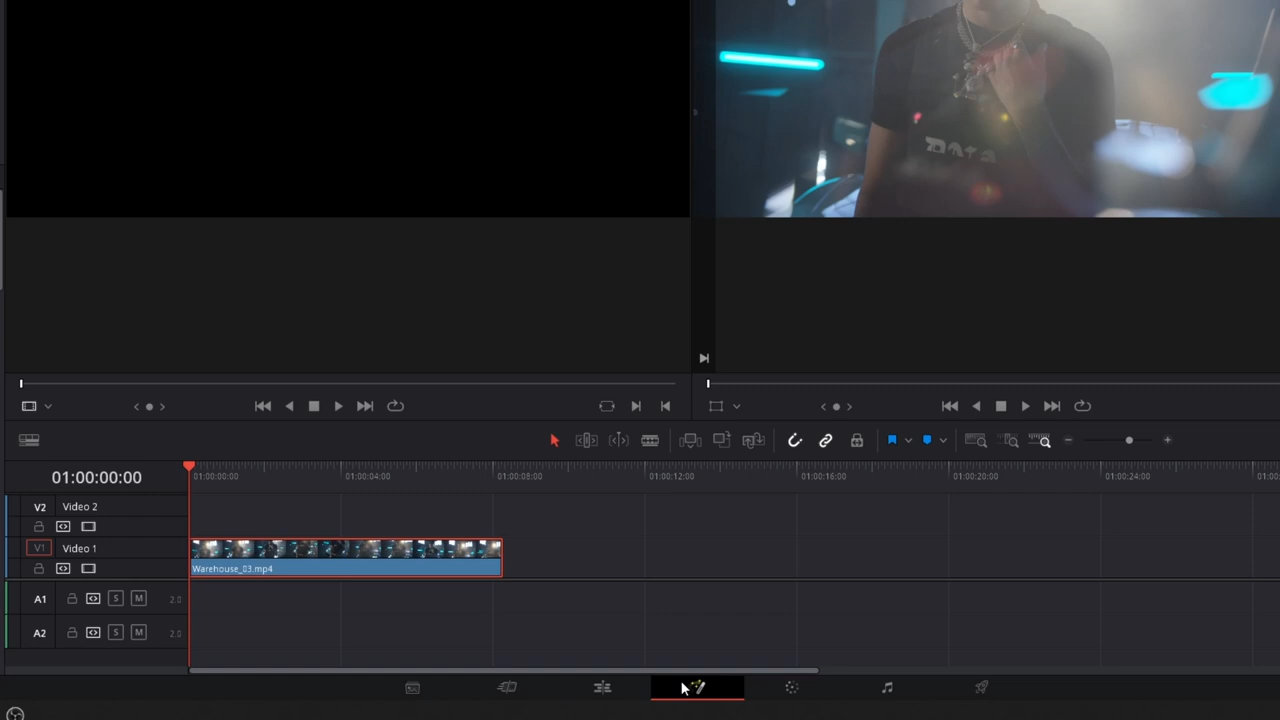 01:00:00:00
01:00:00:00 01:00:04:00 01:00:08:00 01:00:12:00 01:00:16:00 01:00:20:00 01:00:24:00 01:00:
V2 Video 2
V1 Video 1
Warehouse_03.mp4
A1 S M 2.0
A2 S M 2.0